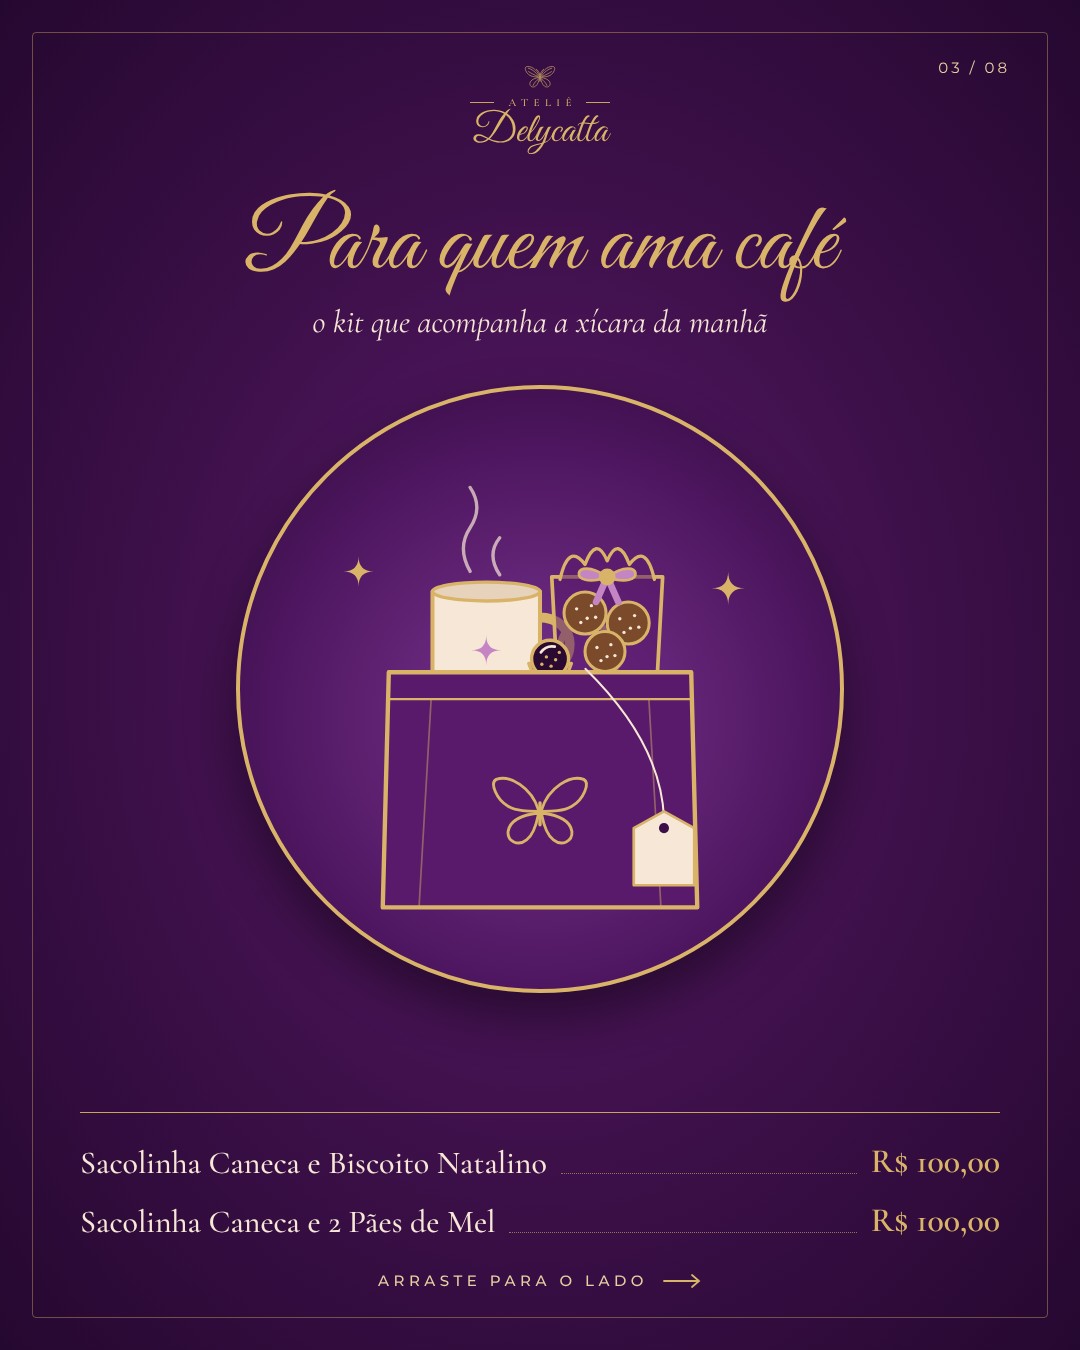 03 / 08
ATELIÊ
Delycatta
Para quem ama café
o kit que acompanha a xícara da manhã
Sacolinha Caneca e Biscoito Natalino R$ 100,00
Sacolinha Caneca e 2 Pães de Mel R$ 100,00
ARRASTE PARA O LADO